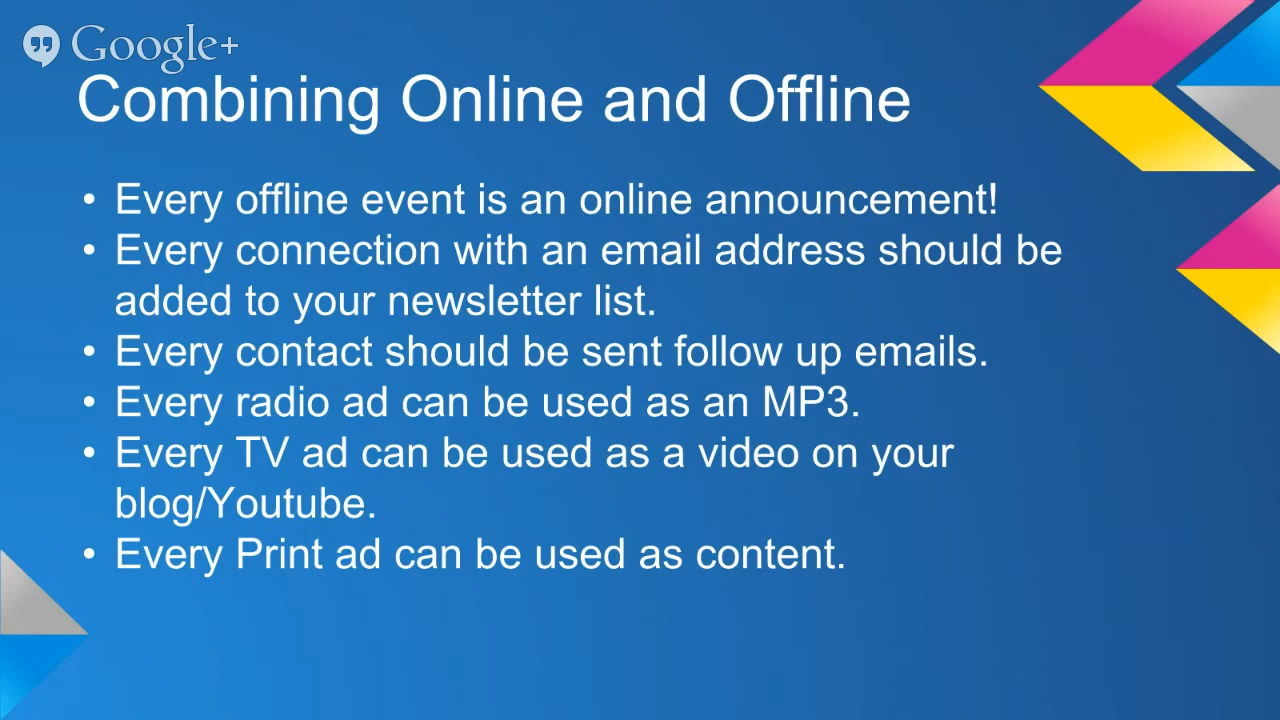 Google+
Combining Online and Offline
• Every offline event is an online announcement!
• Every connection with an email address should be
added to your newsletter list.
• Every contact should be sent follow up emails.
• Every radio ad can be used as an MP3.
• Every TV ad can be used as a video on your
blog/Youtube.
• Every Print ad can be used as content.